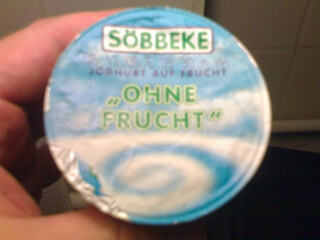 SÖBBEKE
JOGHURT AUF FRUCHT
„OHNE
FRUCHT“